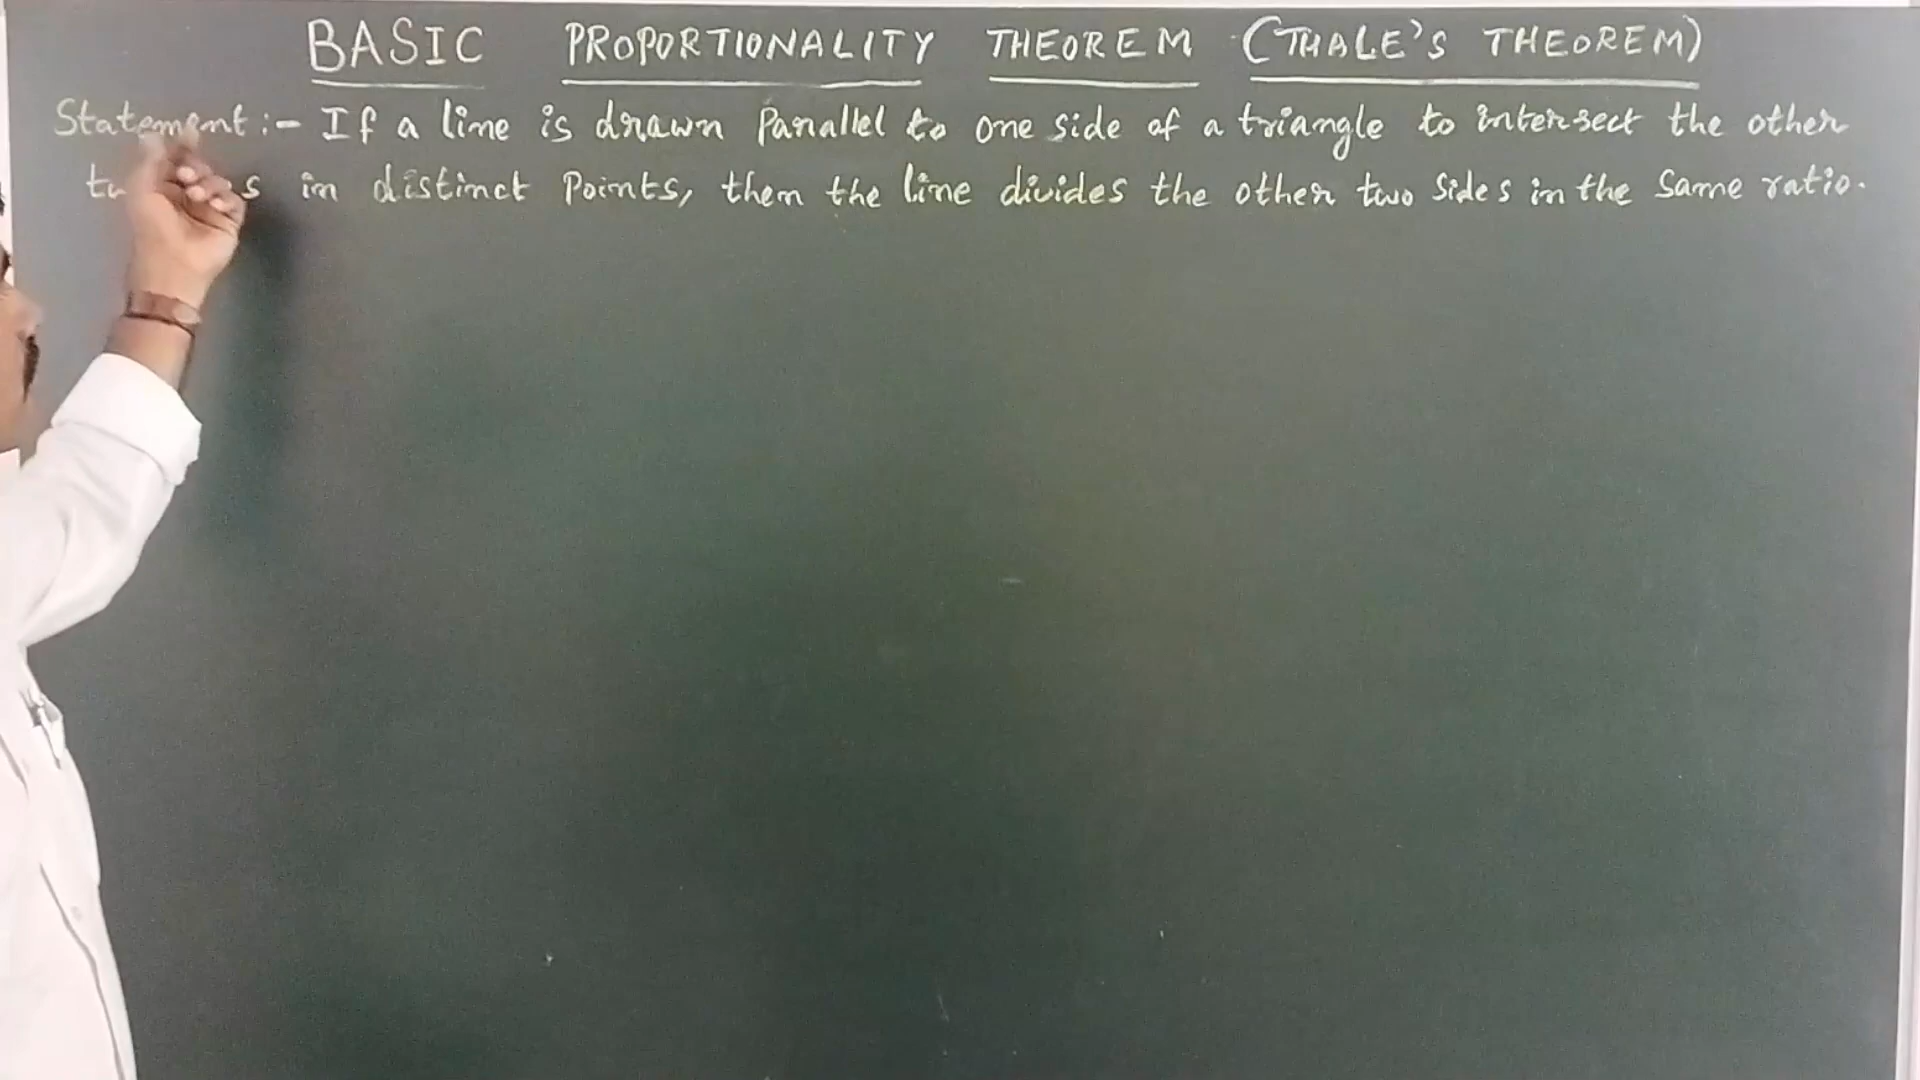 BASIC PROPORTIONALITY THEOREM (THALE'S THEOREM)
Statement:- If a line is drawn Parallel to one side of a triangle to intersect the other
in distinct Points, then the line divides the other two sides in the same ratio.